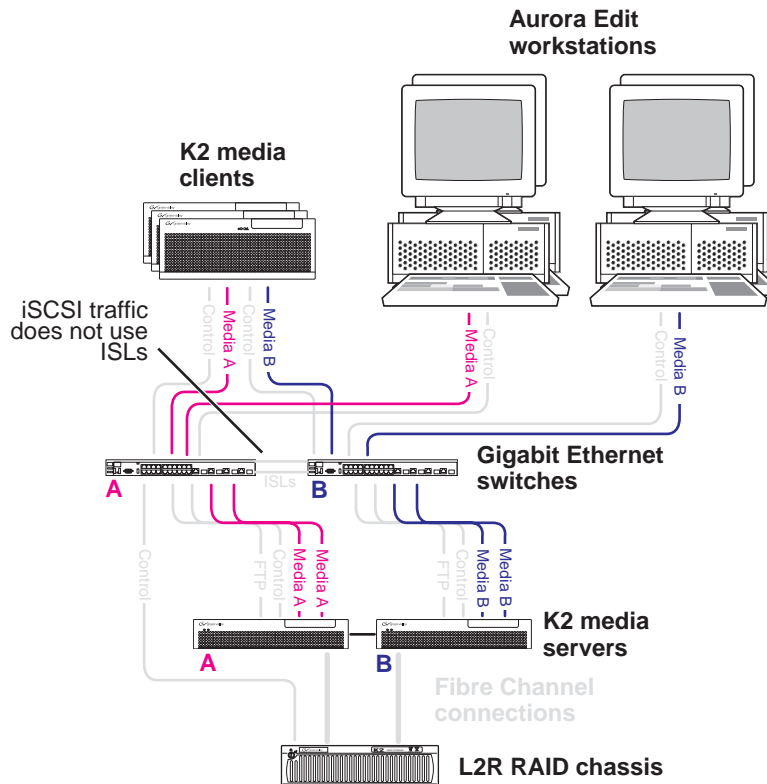 Aurora Edit
workstations
K2 media
clients
iSCSI traffic
does not use
ISLs
Control
Media A
Control
Media B
Media A
Control
Control
Media B
A
ISLs
B
Gigabit Ethernet
switches
Control
FTP
Control
Media A
Media A
FTP
Control
Media B
Media B
A
B
K2 media
servers
Fibre Channel
connections
K2
L2R RAID chassis